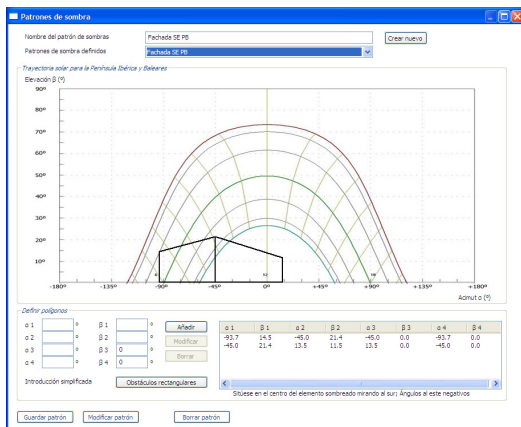 Patrones de sombra
Nombre del patrón de sombras
Fachada SE PB
Crear nuevo
Patrones de sombra definidos
Fachada SE PB
Trayectoria solar para la Península Ibérica y Baleares
Elevación β (º)
90º
80º
70º
60º
50º
40º
30º
20º
10º
-180º -135º -90º -45º 0º +45º +90º +135º +180º
Acimut α (º)
Definir polígonos
α 1 º β 1 º Añadir
α 2 º β 2 º Modificar
α 3 º β 3 0 º Borrar
α 4 º β 4 0 º
Introducción simplificada
Obstáculos rectangulares
α 1 β 1 α 2 β 2 α 3 β 3 α 4 β 4
-93.7 14.5 -45.0 21.4 -45.0 0.0 -93.7 0.0
-45.0 21.4 13.5 11.5 13.5 0.0 -45.0 0.0
Sitúese en el centro del elemento sombreado mirando al sur; Ángulos al este negativos
Guardar patrón
Modificar patrón
Borrar patrón